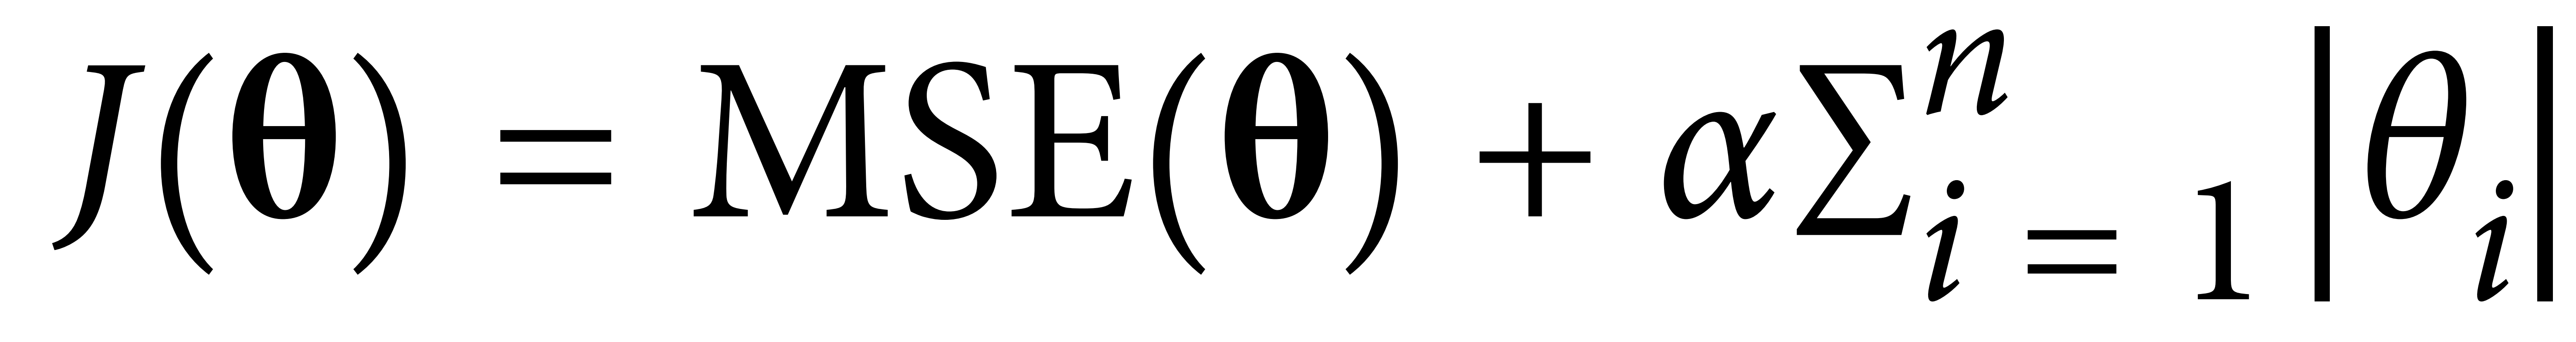 J(θ) = MSE(θ) + α∑ⁿᵢ₌₁ |θᵢ|